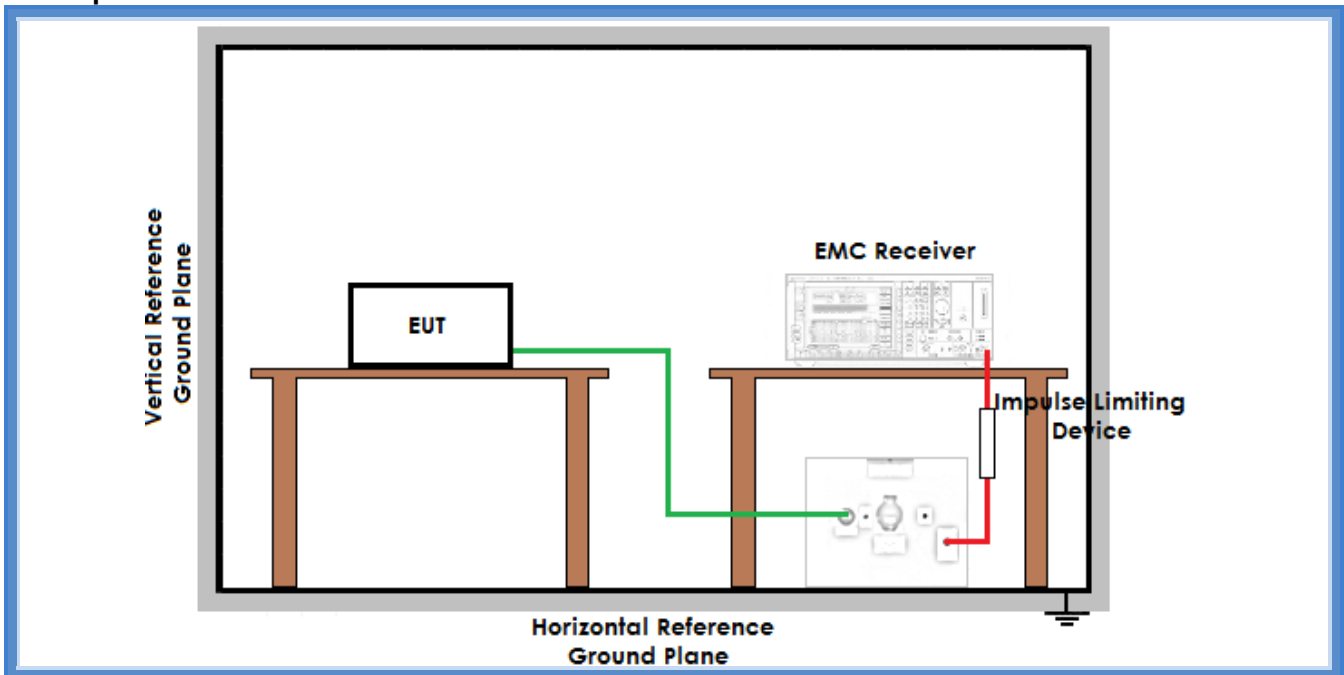 Vertical Reference
Ground Plane
EUT
EMC Receiver
Impulse Limiting
Device
Horizontal Reference
Ground Plane